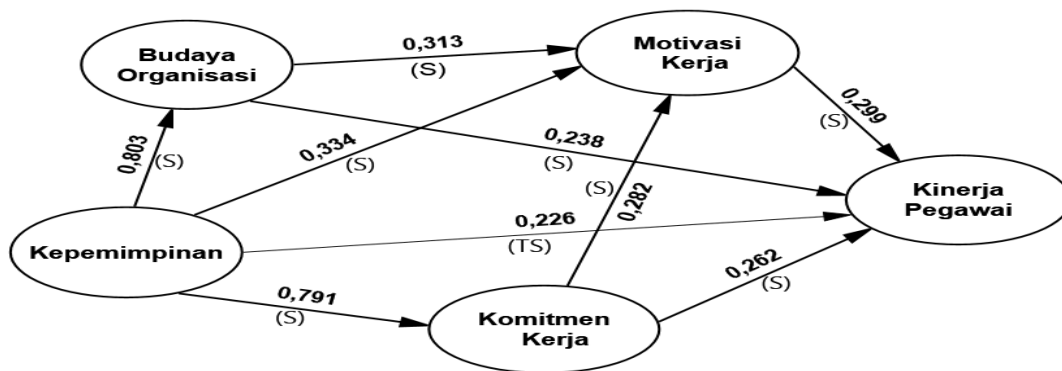 Budaya
Organisasi
0,313
(S)
Motivasi
Kerja
0,803
(S)
0,334
(S)
0,238
(S)
0,299
(S)
(S)
0,282
Kinerja
Pegawai
Kepemimpinan
0,226
(TS)
0,791
(S)
Komitmen
Kerja
0,262
(S)